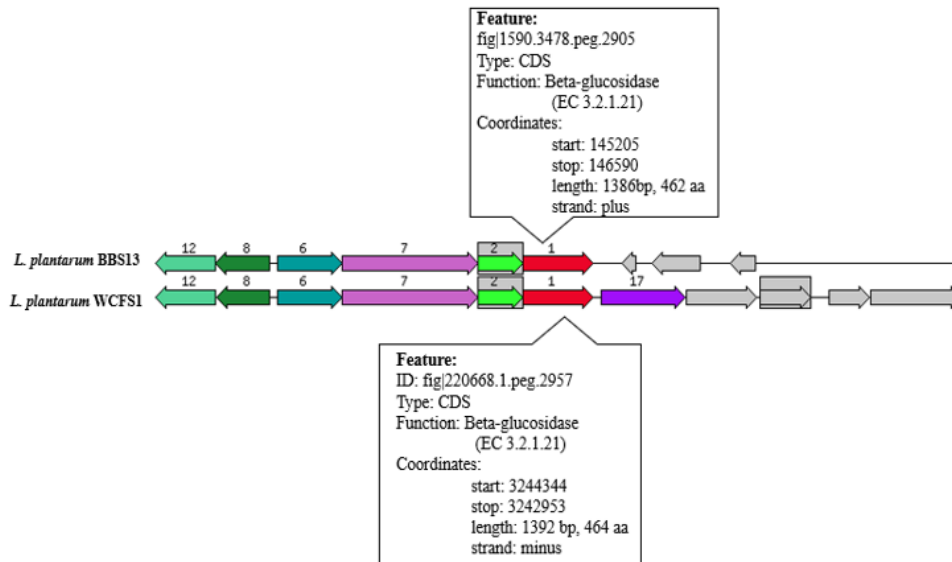 Feature:
fig|1590.3478.peg.2905
Type: CDS
Function: Beta-glucosidase
(EC 3.2.1.21)
Coordinates:
start: 145205
stop: 146590
length: 1386bp, 462 aa
strand: plus
L. plantarum BBS13
12 8 6 7 2 1
L. plantarum WCFS1
12 8 6 7 2 1 17
Feature:
ID: fig|220668.1.peg.2957
Type: CDS
Function: Beta-glucosidase
(EC 3.2.1.21)
Coordinates:
start: 3244344
stop: 3242953
length: 1392 bp, 464 aa
strand: minus